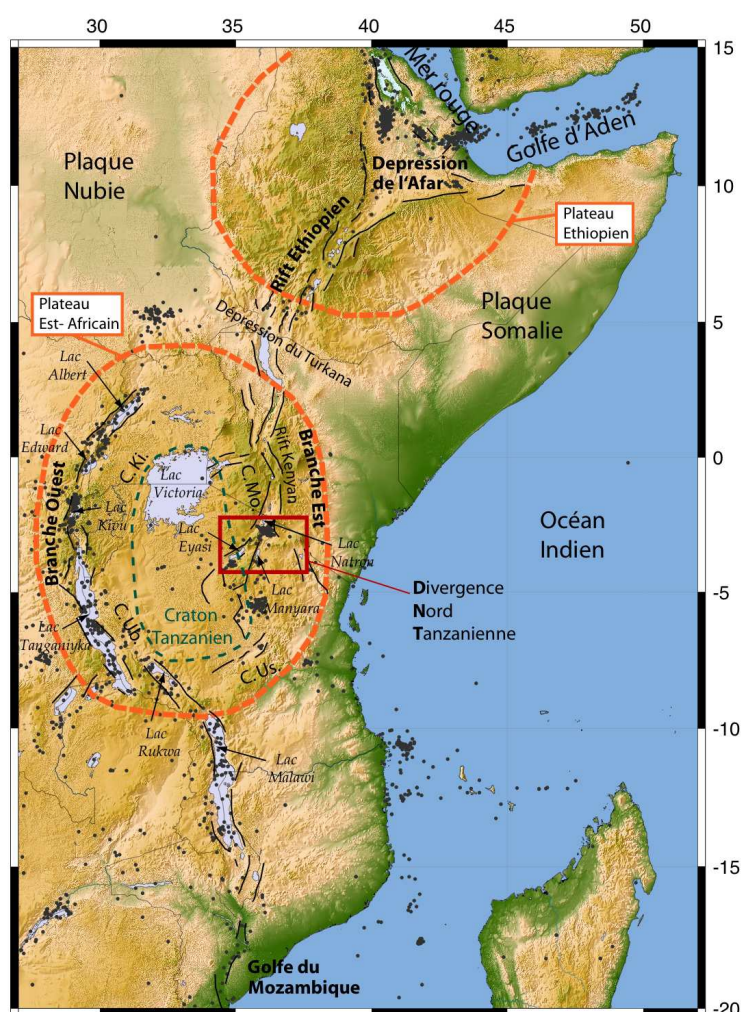 30 35 40 45 50
15
10
5
0
-5
-10
-15
-20
Mer rouge
Golfe d'Aden
Plaque
Nubie
Depression
de l'Afar
Rift Ethiopien
Plateau
Ethiopien
Plateau
Est- Africain
Plaque
Somalie
Dépression du Turkana
Lac
Albert
Lac
Edward
C.Ki.
Lac
Victoria
C.Mo.
Rift Kenyan
Branche Est
Branche Ouest
Lac
Kivu
Lac
Eyasi
Lac
Natron
Océan
Indien
Lac
Manyara
Divergence
Nord
Tanzanienne
Craton
Tanzanien
Lac
Tanganiyka
C.Ub.
C.Us.
Lac
Rukwa
Lac
Malawi
Golfe du
Mozambique